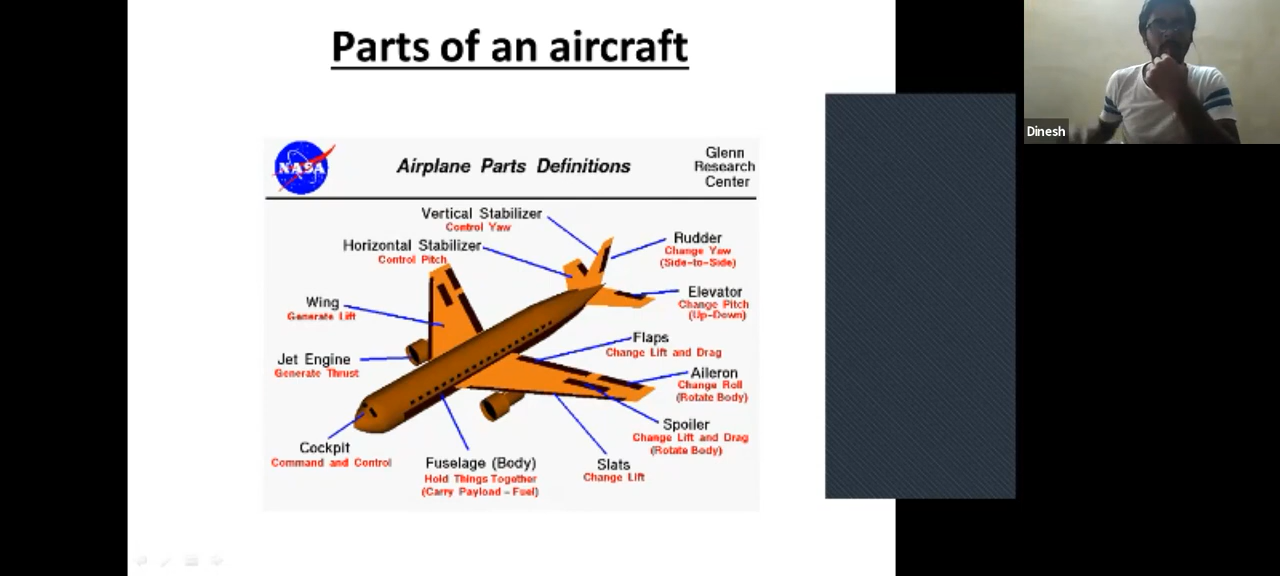 Parts of an aircraft
NASA
Airplane Parts Definitions
Glenn
Research
Center
Vertical Stabilizer
Control Yaw
Horizontal Stabilizer
Control Pitch
Rudder
Change Yaw
(Side-to-Side)
Wing
Generate Lift
Elevator
Change Pitch
(Up-Down)
Jet Engine
Generate Thrust
Flaps
Change Lift and Drag
Aileron
Change Roll
(Rotate Body)
Spoiler
Change Lift and Drag
(Rotate Body)
Cockpit
Command and Control
Fuselage (Body)
Hold Things Together
(Carry Payload - Fuel)
Slats
Change Lift
Dinesh